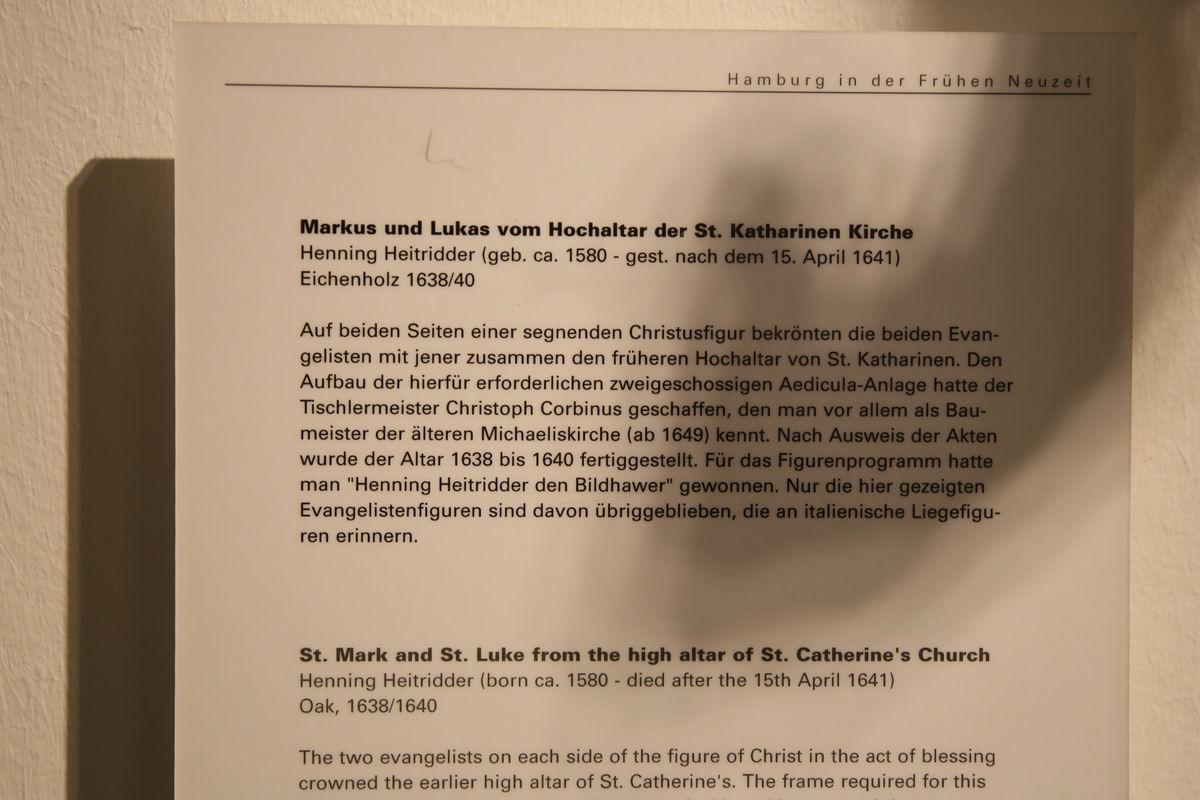 Hamburg in der Frühen Neuzeit
Markus und Lukas vom Hochaltar der St. Katharinen Kirche
Henning Heitridder (geb. ca. 1580 - gest. nach dem 15. April 1641)
Eichenholz 1638/40
Auf beiden Seiten einer segnenden Christusfigur bekrönten die beiden Evan-
gelisten mit jener zusammen den früheren Hochaltar von St. Katharinen. Den
Aufbau der hierfür erforderlichen zweigeschossigen Aedicula-Anlage hatte der
Tischlermeister Christoph Corbinus geschaffen, den man vor allem als Bau-
meister der älteren Michaeliskirche (ab 1649) kennt. Nach Ausweis der Akten
wurde der Altar 1638 bis 1640 fertiggestellt. Für das Figurenprogramm hatte
man "Henning Heitridder den Bildhawer" gewonnen. Nur die hier gezeigten
Evangelistenfiguren sind davon übriggeblieben, die an italienische Liegefigu-
ren erinnern.
St. Mark and St. Luke from the high altar of St. Catherine's Church
Henning Heitridder (born ca. 1580 - died after the 15th April 1641)
Oak, 1638/1640
The two evangelists on each side of the figure of Christ in the act of blessing
crowned the earlier high altar of St. Catherine's. The frame required for this